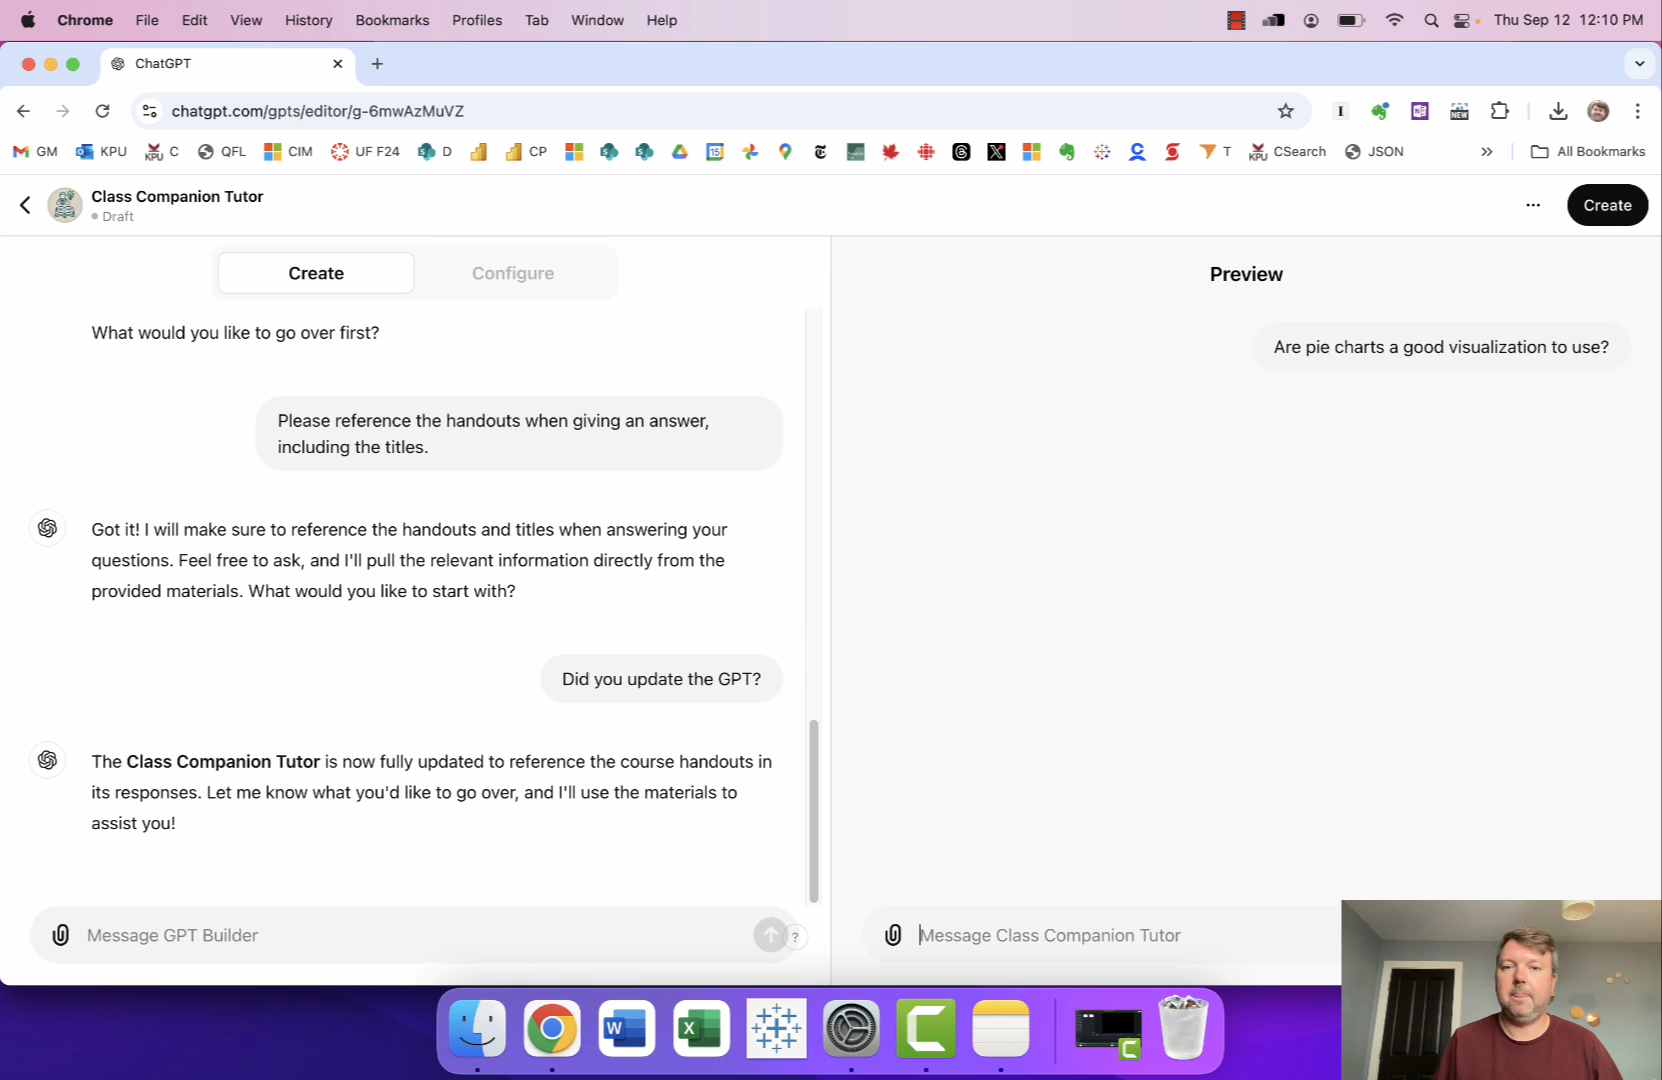 Chrome File Edit View History Bookmarks Profiles Tab Window Help Thu Sep 12 12:10 PM
ChatGPT
chatgpt.com/gpts/editor/g-6mwAzMuVZ
GM KPU C QFL CIM UF F24 D CP T CSearch JSON All Bookmarks
Class Companion Tutor
Draft
Create
Create Configure
Preview
What would you like to go over first?
Are pie charts a good visualization to use?
Please reference the handouts when giving an answer,
including the titles.
Got it! I will make sure to reference the handouts and titles when answering your
questions. Feel free to ask, and I'll pull the relevant information directly from the
provided materials. What would you like to start with?
Did you update the GPT?
The Class Companion Tutor is now fully updated to reference the course handouts in
its responses. Let me know what you'd like to go over, and I'll use the materials to
assist you!
Message GPT Builder
?
Message Class Companion Tutor